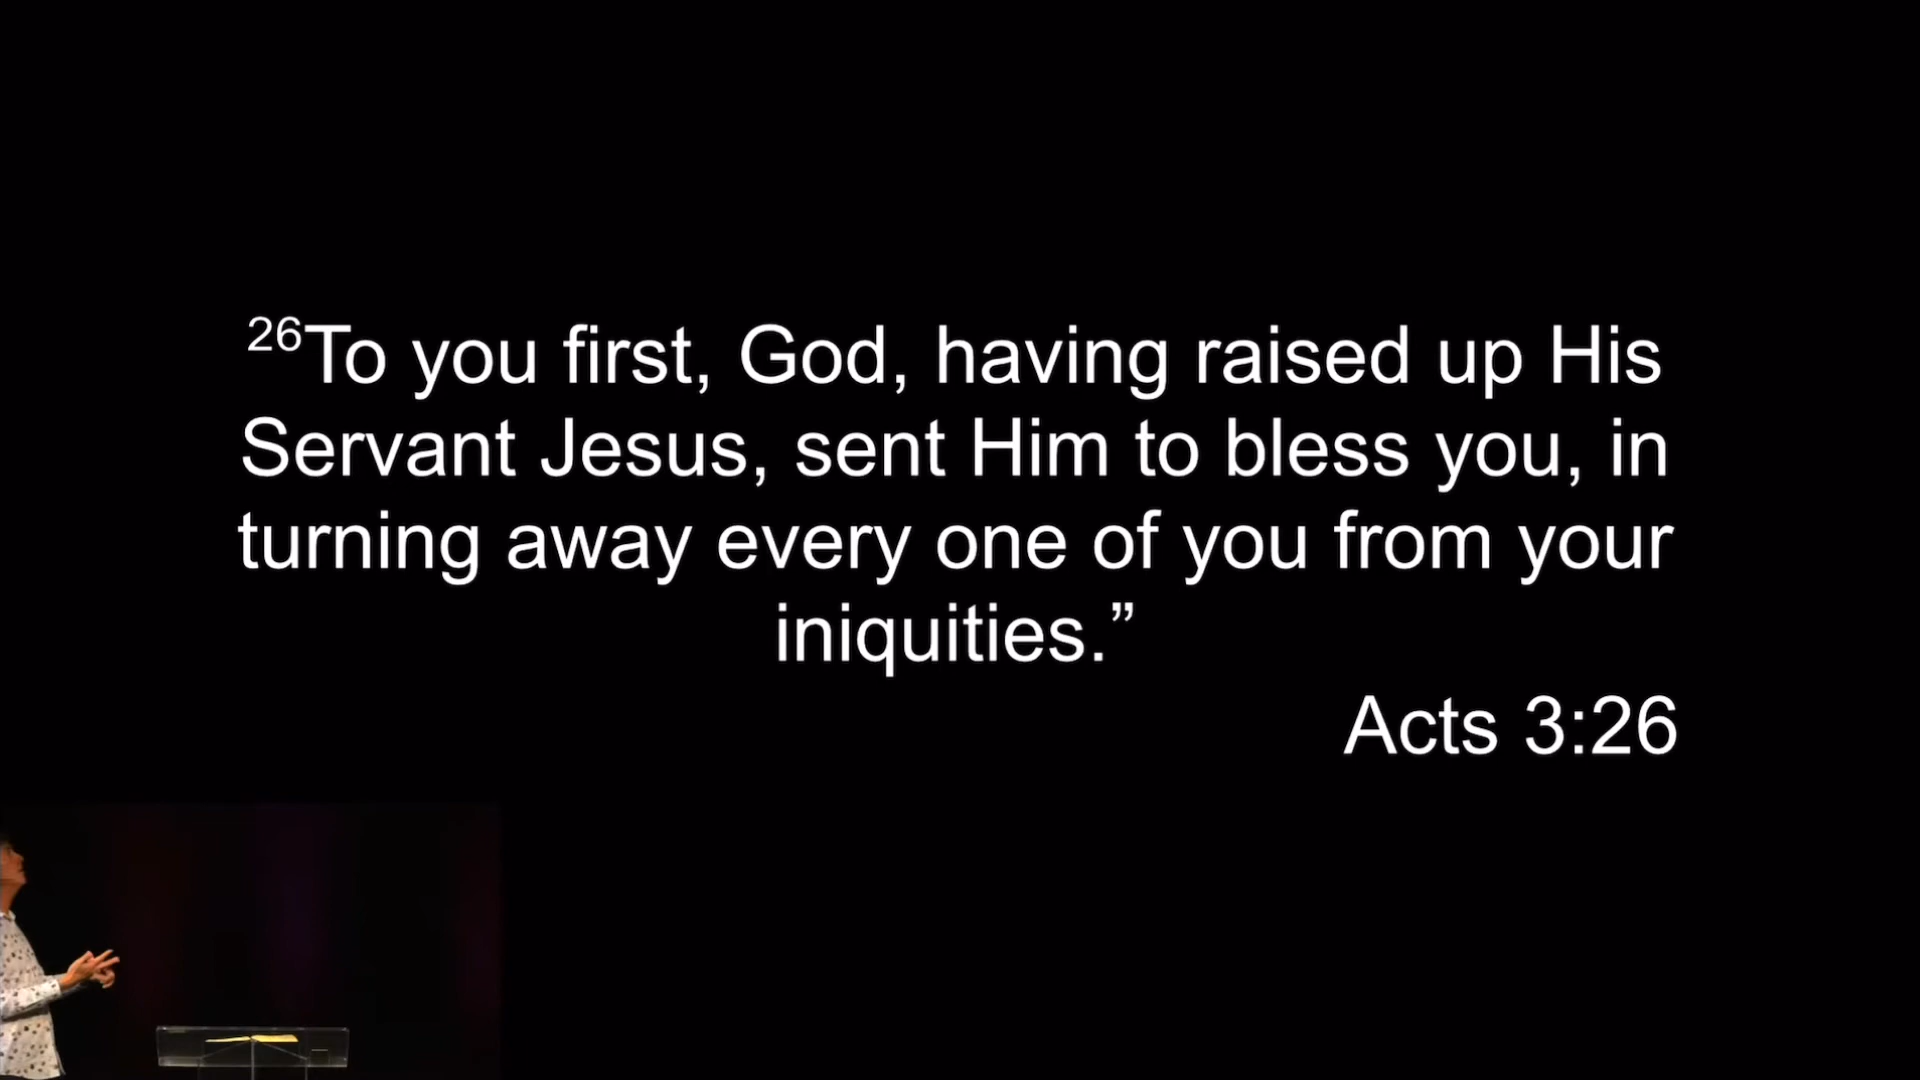 26To you first, God, having raised up His
Servant Jesus, sent Him to bless you, in
turning away every one of you from your
iniquities.”
Acts 3:26